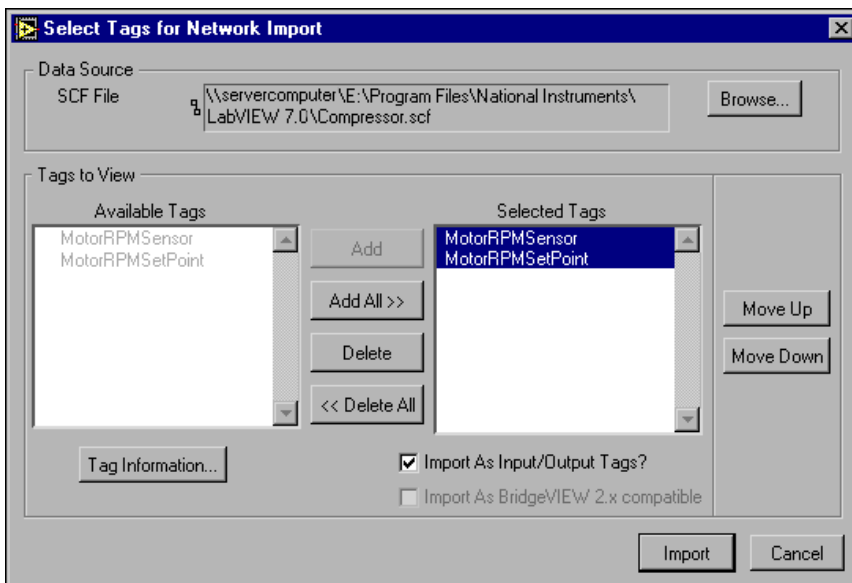 Select Tags for Network Import
Data Source
SCF File
\\servercomputer\E:\Program Files\National Instruments\
LabVIEW 7.0\Compressor.scf
Browse...
Tags to View
Available Tags
MotorRPMSensor
MotorRPMSetPoint
Add
Add All >>
Delete
<< Delete All
Selected Tags
MotorRPMSensor
MotorRPMSetPoint
Move Up
Move Down
Tag Information...
Import As Input/Output Tags?
Import As BridgeVIEW 2.x compatible
Import
Cancel